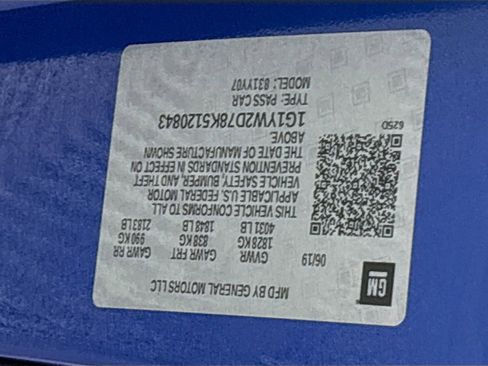 MFD BY GENERAL MOTORS LLC
GM
06/19 GVWR GAWR FRT GAWR RR
1828 KG 838 KG 990 KG
4031 LB 1848 LB 2183 LB
THIS VEHICLE CONFORMS TO ALL
APPLICABLE U.S. FEDERAL MOTOR
VEHICLE SAFETY, BUMPER, AND THEFT
PREVENTION STANDARDS IN EFFECT ON
THE DATE OF MANUFACTURE SHOWN
ABOVE.
1G1YW2D78K5120843
TYPE: PASS CAR
MODEL: 831YY07
625D